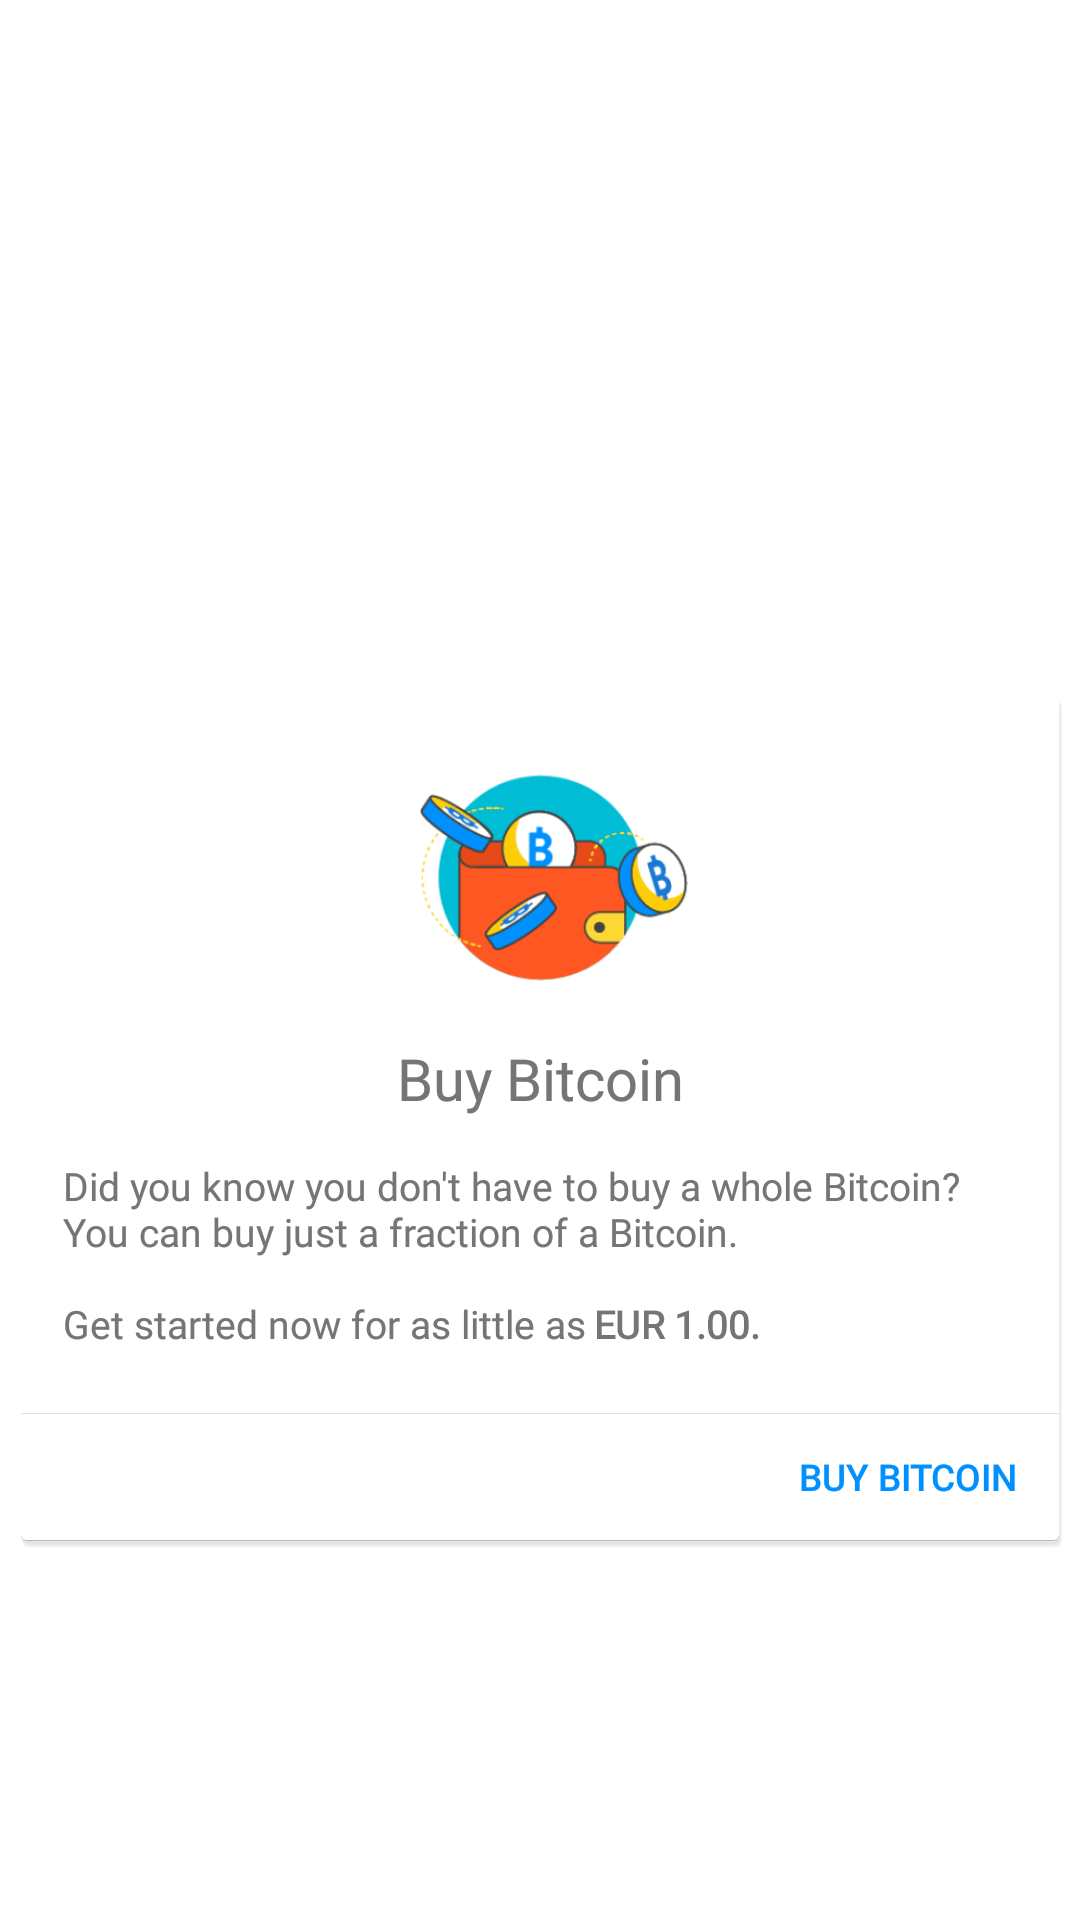 Buy Bitcoin
Did you know you don't have to buy a whole Bitcoin?
You can buy just a fraction of a Bitcoin.
Get started now for as little as EUR 1.00.
BUY BITCOIN